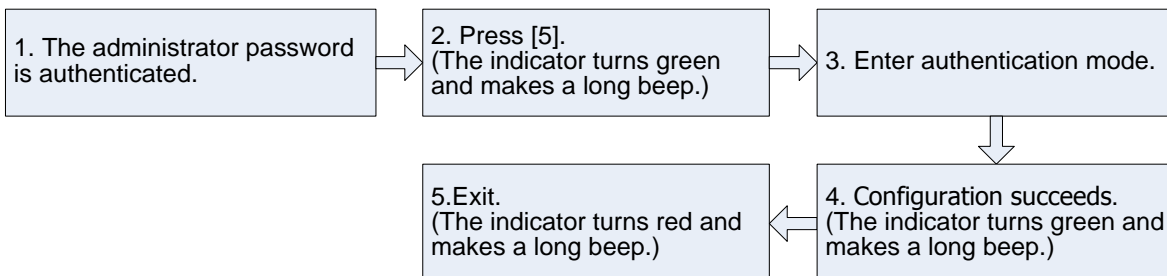 1. The administrator password
is authenticated.
2. Press [5].
(The indicator turns green
and makes a long beep.)
3. Enter authentication mode.
4. Configuration succeeds.
(The indicator turns green and
makes a long beep.)
5.Exit.
(The indicator turns red and
makes a long beep.)